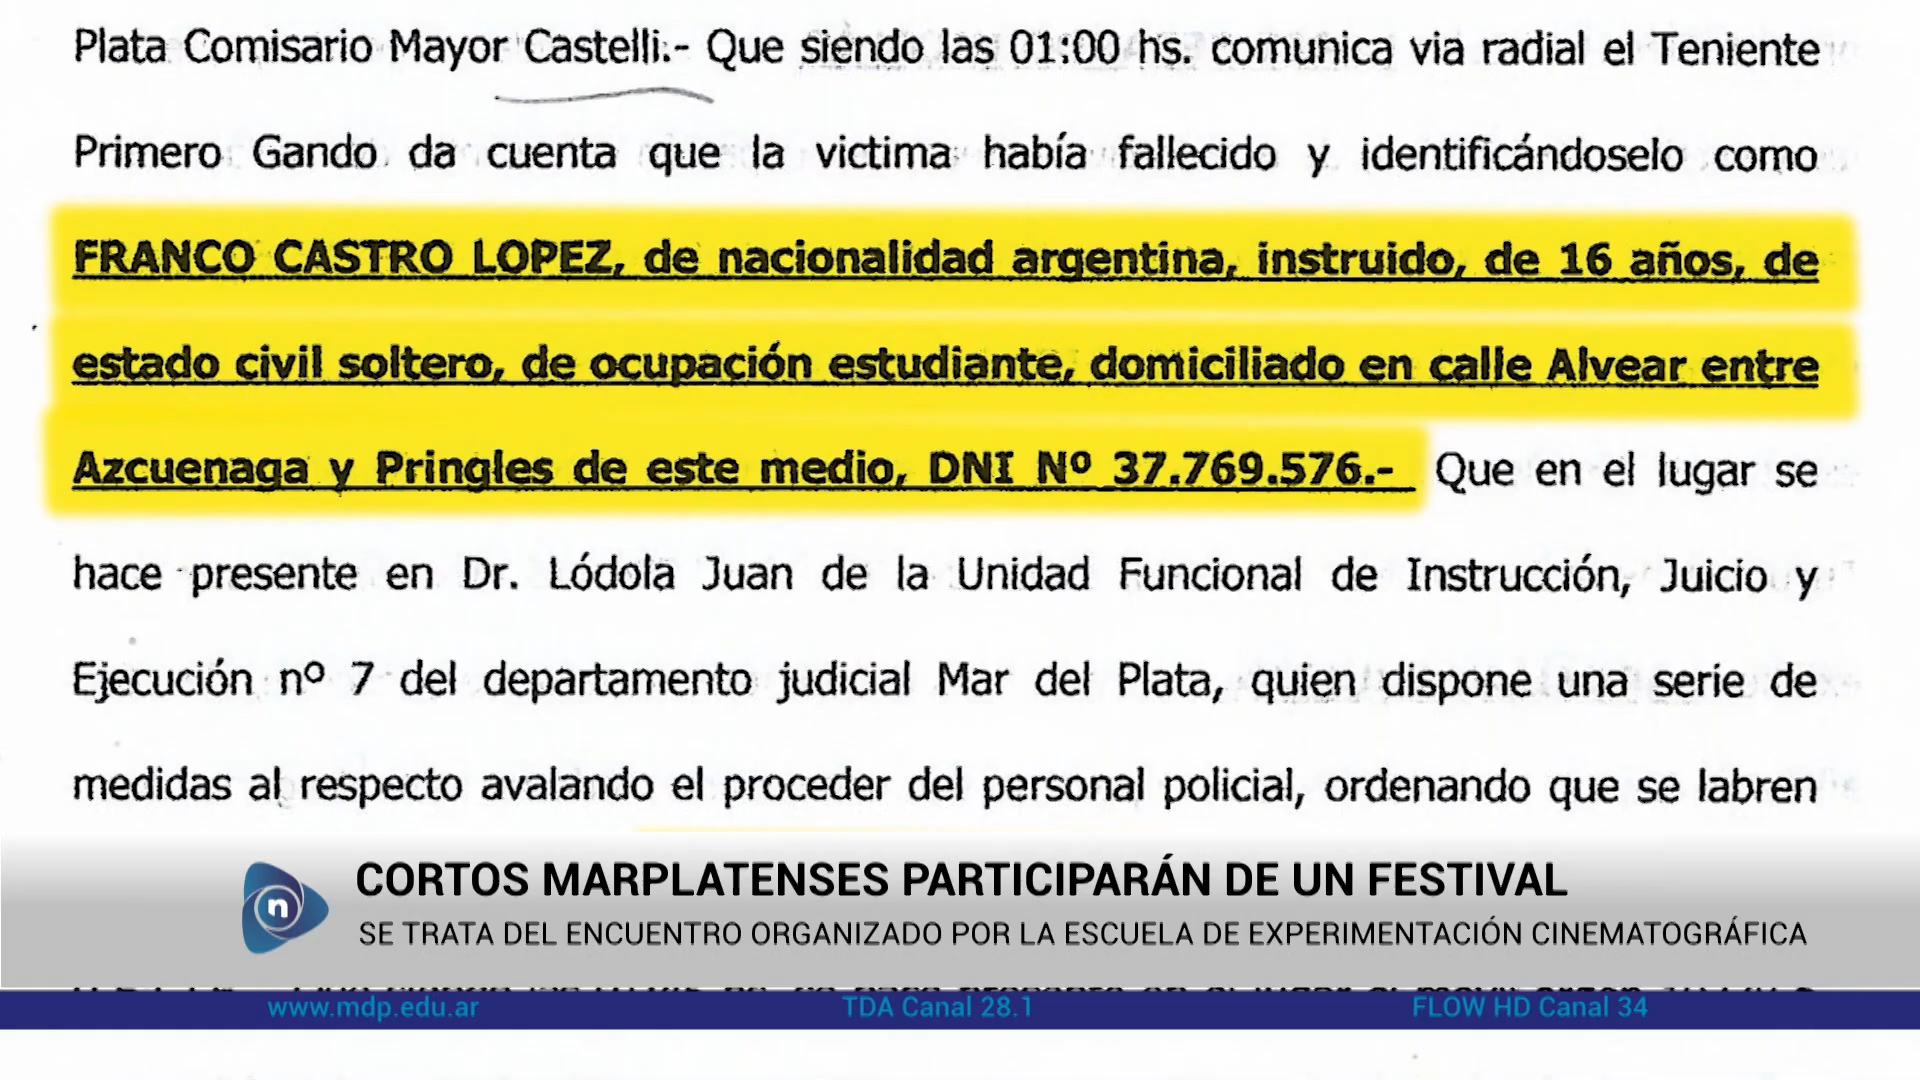 Plata Comisario Mayor Castelli.- Que siendo las 01:00 hs. comunica via radial el Teniente
Primero Gando da cuenta que la victima había fallecido y identificándoselo como
FRANCO CASTRO LOPEZ, de nacionalidad argentina, instruido, de 16 años, de
estado civil soltero, de ocupación estudiante, domiciliado en calle Alvear entre
Azcuenaga y Pringles de este medio, DNI Nº 37.769.576.- Que en el lugar se
hace presente en Dr. Lódola Juan de la Unidad Funcional de Instrucción, Juicio y
Ejecución nº 7 del departamento judicial Mar del Plata, quien dispone una serie de
medidas al respecto avalando el proceder del personal policial, ordenando que se labren
n
CORTOS MARPLATENSES PARTICIPARÁN DE UN FESTIVAL
SE TRATA DEL ENCUENTRO ORGANIZADO POR LA ESCUELA DE EXPERIMENTACIÓN CINEMATOGRÁFICA
www.mdp.edu.ar TDA Canal 28.1 FLOW HD Canal 34